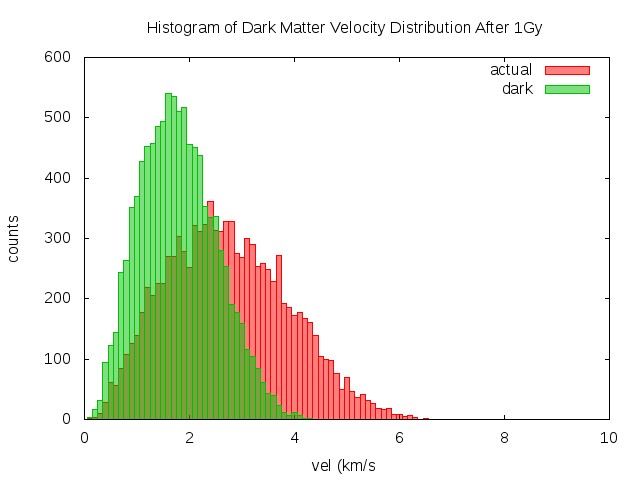 Histogram of Dark Matter Velocity Distribution After 1Gy
600
500
400
300
200
100
0
counts
actual
dark
0 2 4 6 8 10
vel (km/s